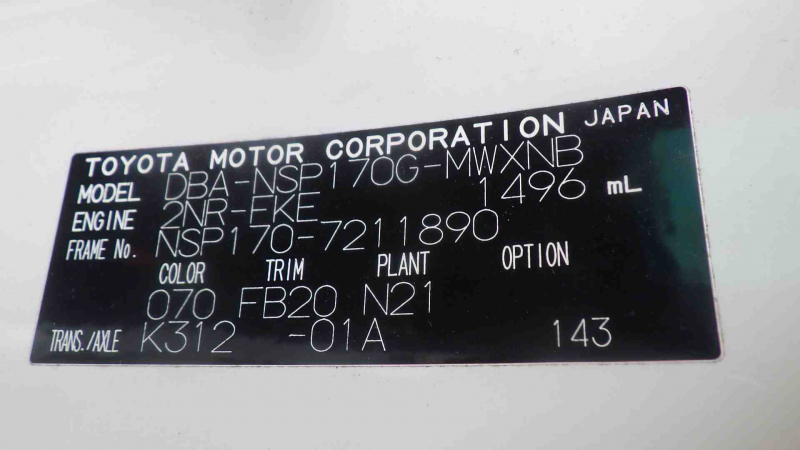 TOYOTA MOTOR CORPORATION JAPAN
MODEL DBA-NSP170G-MWXNB
ENGINE 2NR-FKE 1496 mL
FRAME No. NSP170-7211890
COLOR TRIM PLANT OPTION
070 FB20 N21
TRANS./AXLE K312 -01A 143